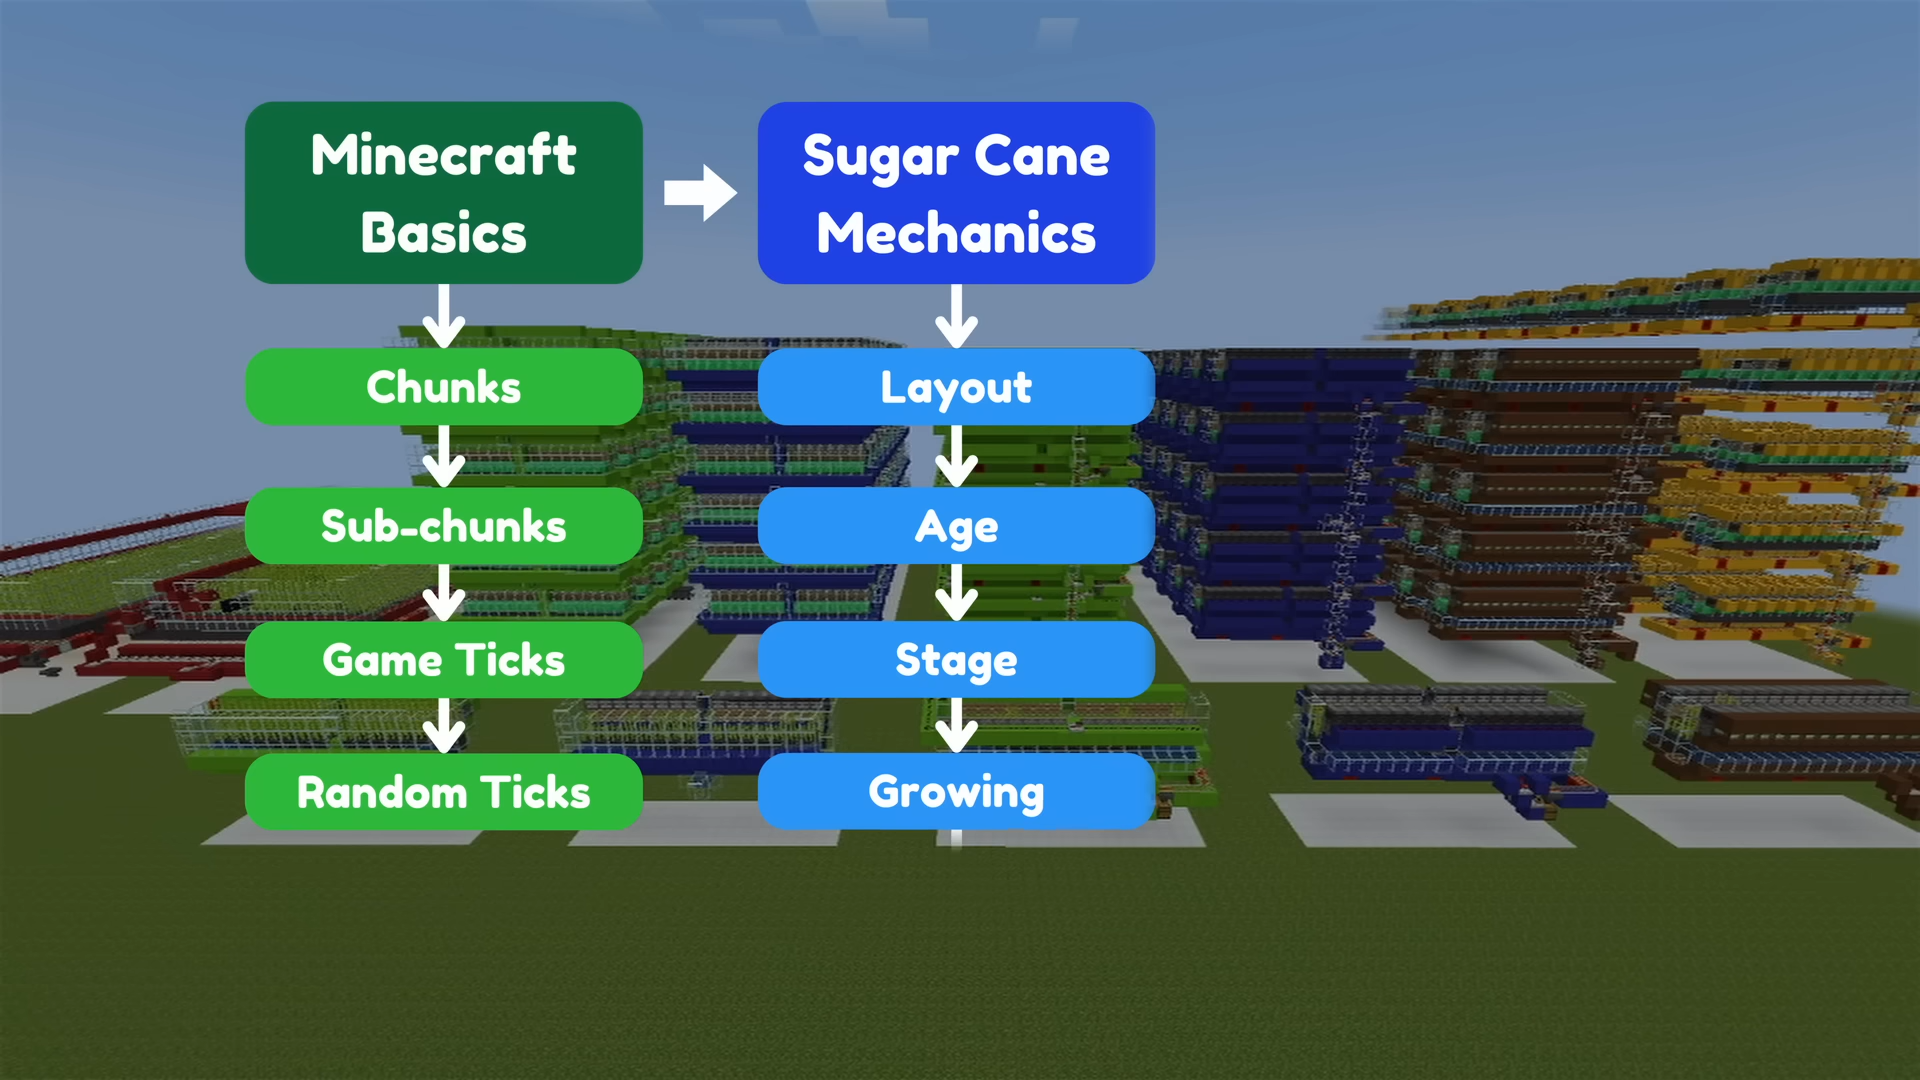 Minecraft
Basics
Chunks
Sub-chunks
Game Ticks
Random Ticks
Sugar Cane
Mechanics
Layout
Age
Stage
Growing